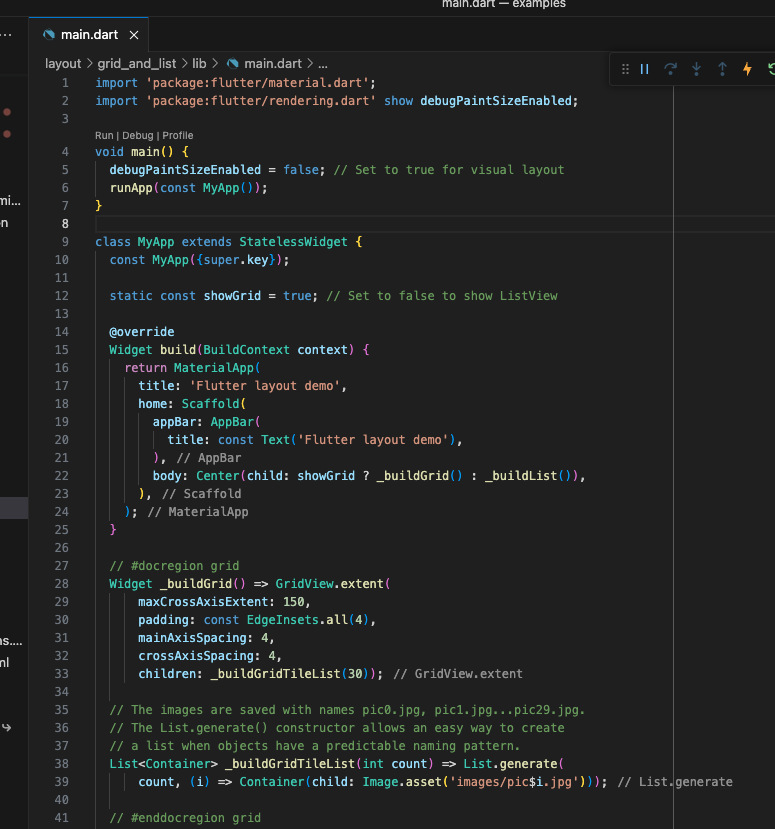 main.dart — examples
main.dart ×
layout > grid_and_list > lib > main.dart > ...
1 import 'package:flutter/material.dart';
2 import 'package:flutter/rendering.dart' show debugPaintSizeEnabled;
3
Run | Debug | Profile
4 void main() {
5 debugPaintSizeEnabled = false; // Set to true for visual layout
6 runApp(const MyApp());
7 }
8
9 class MyApp extends StatelessWidget {
10 const MyApp({super.key});
11
12 static const showGrid = true; // Set to false to show ListView
13
14 @override
15 Widget build(BuildContext context) {
16 return MaterialApp(
17 title: 'Flutter layout demo',
18 home: Scaffold(
19 appBar: AppBar(
20 title: const Text('Flutter layout demo'),
21 ), // AppBar
22 body: Center(child: showGrid ? _buildGrid() : _buildList()),
23 ), // Scaffold
24 ); // MaterialApp
25 }
26
27 // #docregion grid
28 Widget _buildGrid() => GridView.extent(
29 maxCrossAxisExtent: 150,
30 padding: const EdgeInsets.all(4),
31 mainAxisSpacing: 4,
32 crossAxisSpacing: 4,
33 children: _buildGridTileList(30)); // GridView.extent
34
35 // The images are saved with names pic0.jpg, pic1.jpg...pic29.jpg.
36 // The List.generate() constructor allows an easy way to create
37 // a list when objects have a predictable naming pattern.
38 List<Container> _buildGridTileList(int count) => List.generate(
39 count, (i) => Container(child: Image.asset('images/pic$i.jpg'))); // List.generate
40
41 // #enddocregion grid